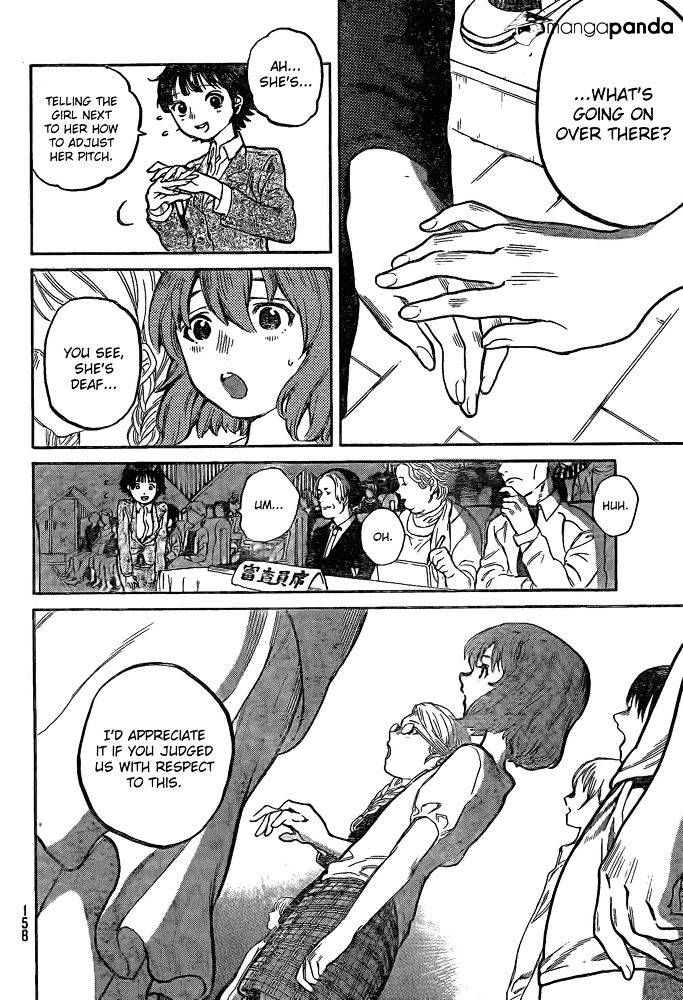 mangapanda
...WHAT'S
GOING ON
OVER THERE?
AH...
SHE'S...
TELLING THE
GIRL NEXT
TO HER HOW
TO ADJUST
HER PITCH.
YOU SEE,
SHE'S
DEAF...
HUH.
OH.
UM...
審査員席
I'D APPRECIATE
IT IF YOU JUDGED
US WITH RESPECT
TO THIS.
158